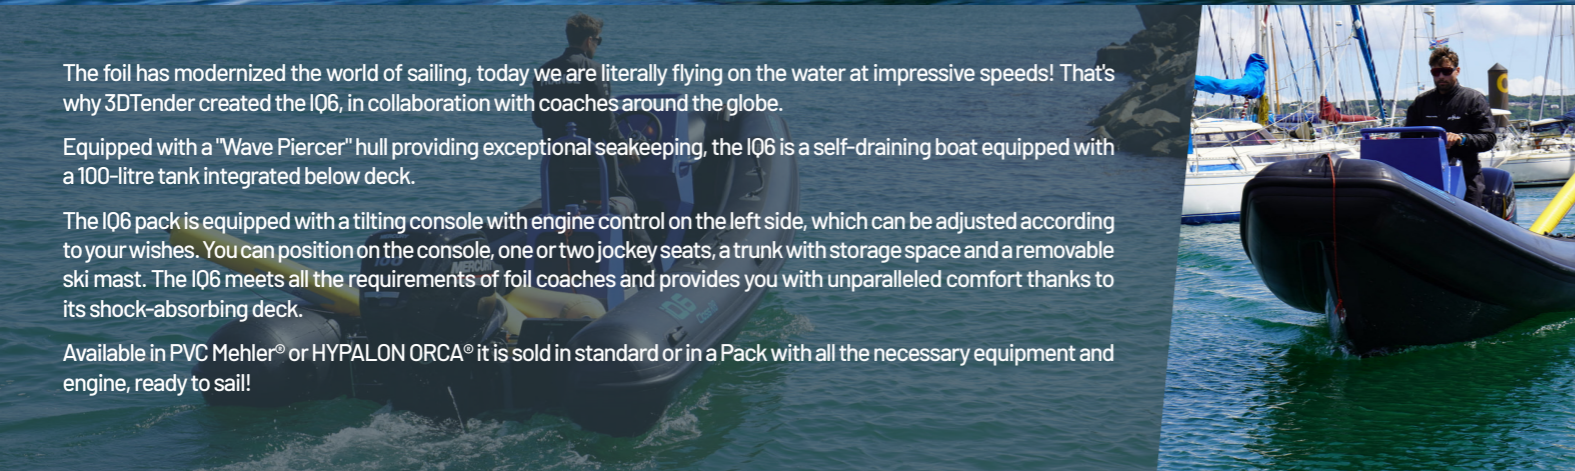 The foil has modernized the world of sailing, today we are literally flying on the water at impressive speeds! That's
why 3DTender created the IQ6, in collaboration with coaches around the globe.
Equipped with a "Wave Piercer" hull providing exceptional seakeeping, the IQ6 is a self-draining boat equipped with
a 100-litre tank integrated below deck.
The IQ6 pack is equipped with a tilting console with engine control on the left side, which can be adjusted according
to your wishes. You can position on the console, one or two jockey seats, a trunk with storage space and a removable
ski mast. The IQ6 meets all the requirements of foil coaches and provides you with unparalleled comfort thanks to
its shock-absorbing deck.
Available in PVC Mehler® or HYPALON ORCA® it is sold in standard or in a Pack with all the necessary equipment and
engine, ready to sail!